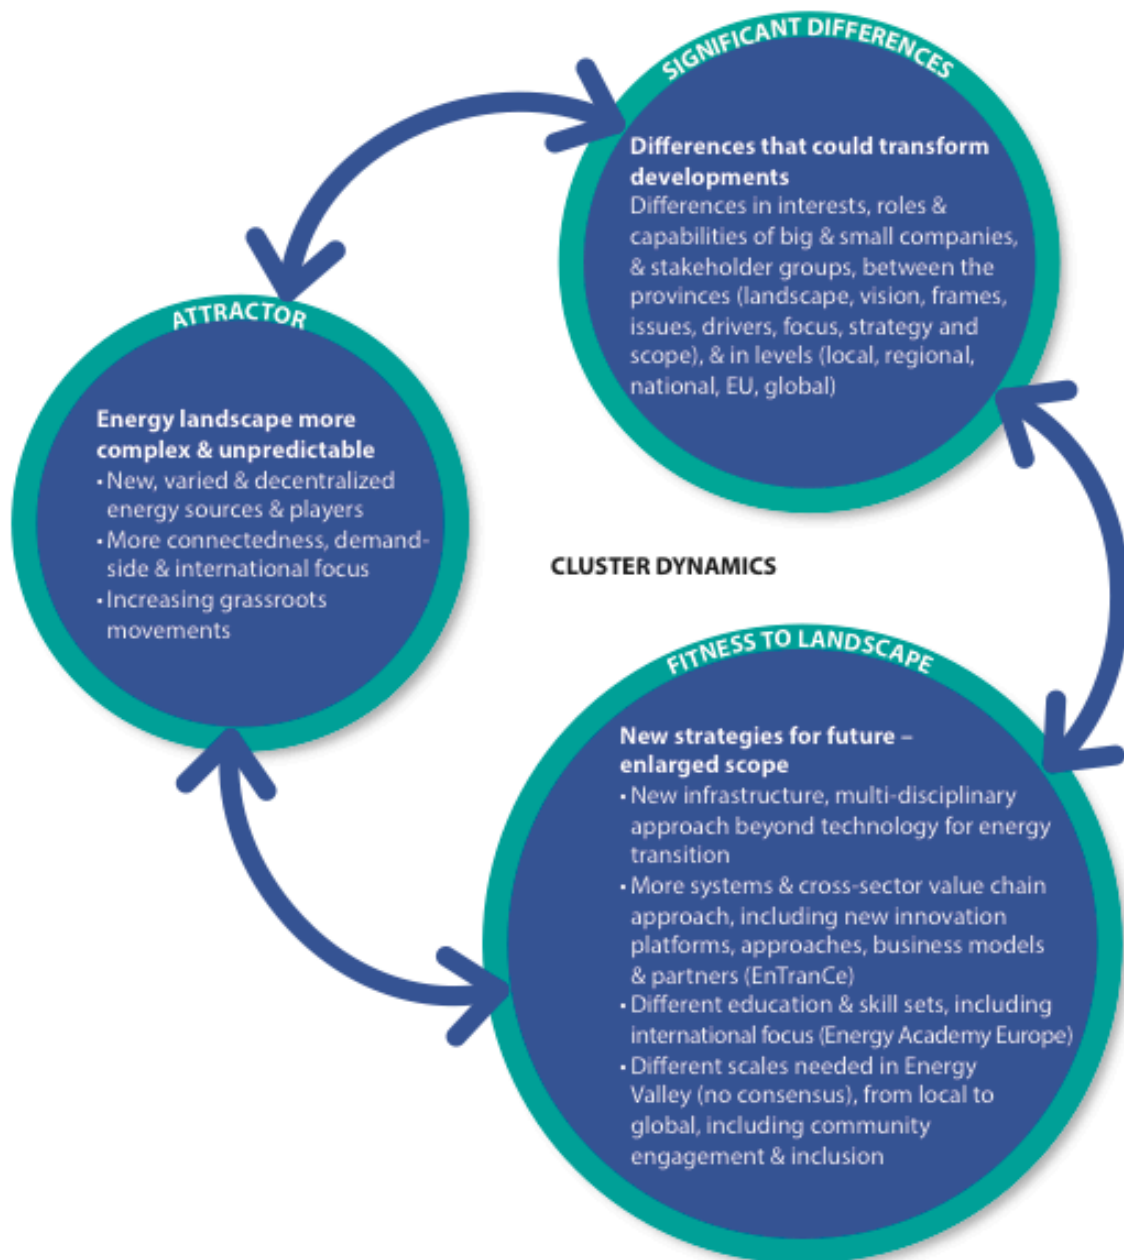 SIGNIFICANT DIFFERENCES
Differences that could transform
developments
Differences in interests, roles &
capabilities of big & small companies,
& stakeholder groups, between the
provinces (landscape, vision, frames,
issues, drivers, focus, strategy and
scope), & in levels (local, regional,
national, EU, global)
ATTRACTOR
Energy landscape more
complex & unpredictable
• New, varied & decentralized
energy sources & players
• More connectedness, demand-
side & international focus
• Increasing grassroots
movements
CLUSTER DYNAMICS
FITNESS TO LANDSCAPE
New strategies for future –
enlarged scope
• New infrastructure, multi-disciplinary
approach beyond technology for energy
transition
• More systems & cross-sector value chain
approach, including new innovation
platforms, approaches, business models
& partners (EnTranCe)
• Different education & skill sets, including
international focus (Energy Academy Europe)
• Different scales needed in Energy
Valley (no consensus), from local to
global, including community
engagement & inclusion